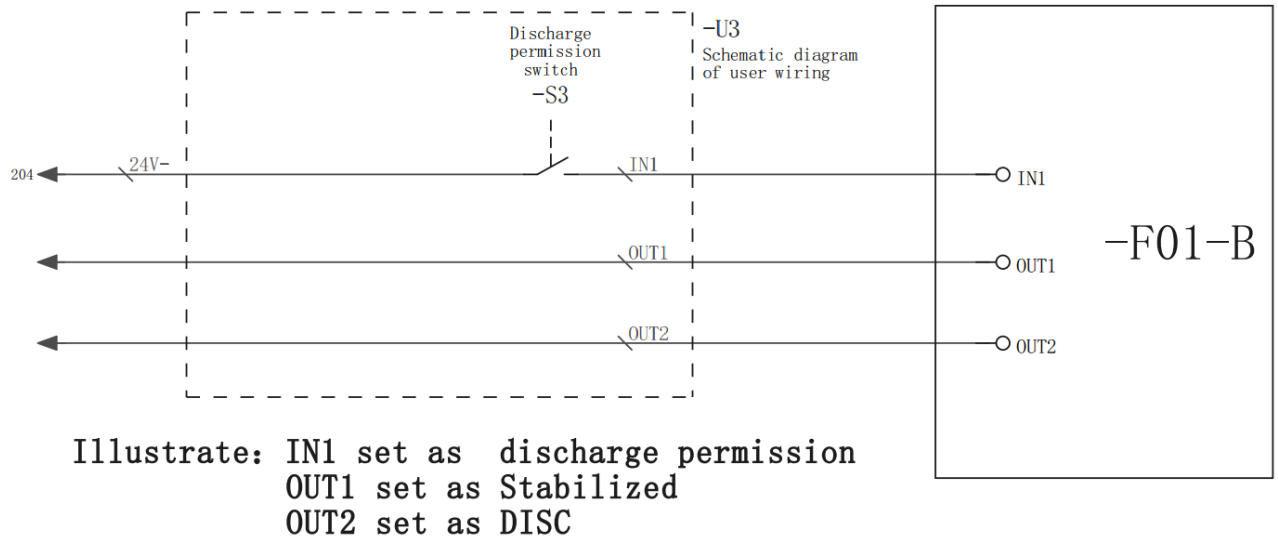 Discharge
permission
switch
-S3
-U3
Schematic diagram
of user wiring
204
24V-
IN1
IN1
-F01-B
OUT1
OUT1
OUT2
OUT2
Illustrate: IN1 set as discharge permission
OUT1 set as Stabilized
OUT2 set as DISC